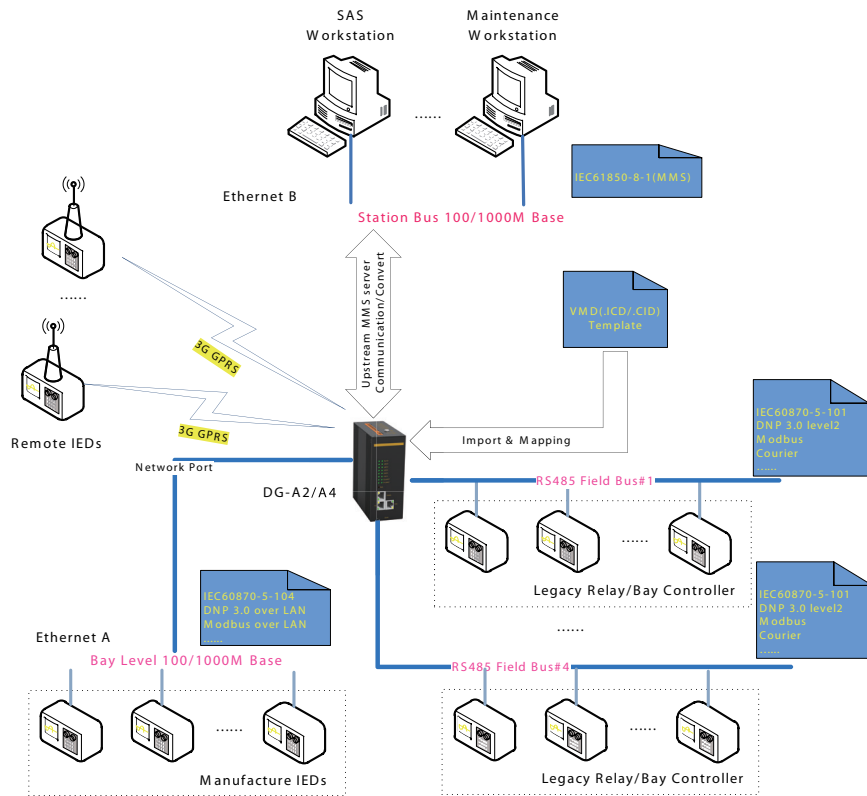 SAS
Workstation
Maintenance
Workstation
......
IEC61850-8-1(MMS)
Ethernet B
Station Bus 100/1000M Base
......
Upstream MMS server
Communication/Convert
VMD(.ICD/.CID)
Template
3G GPRS
3G GPRS
Remote IEDs
Import & Mapping
IEC60870-5-101
DNP 3.0 level2
Modbus
Courier
......
Network Port
DG-A2/A4
RS485 Field Bus#1
......
Legacy Relay/Bay Controller
IEC60870-5-104
DNP 3.0 over LAN
Modbus over LAN
......
IEC60870-5-101
DNP 3.0 level2
Modbus
Courier
......
......
Ethernet A
Bay Level 100/1000M Base
RS485 Field Bus#4
......
Manufacture IEDs
......
Legacy Relay/Bay Controller